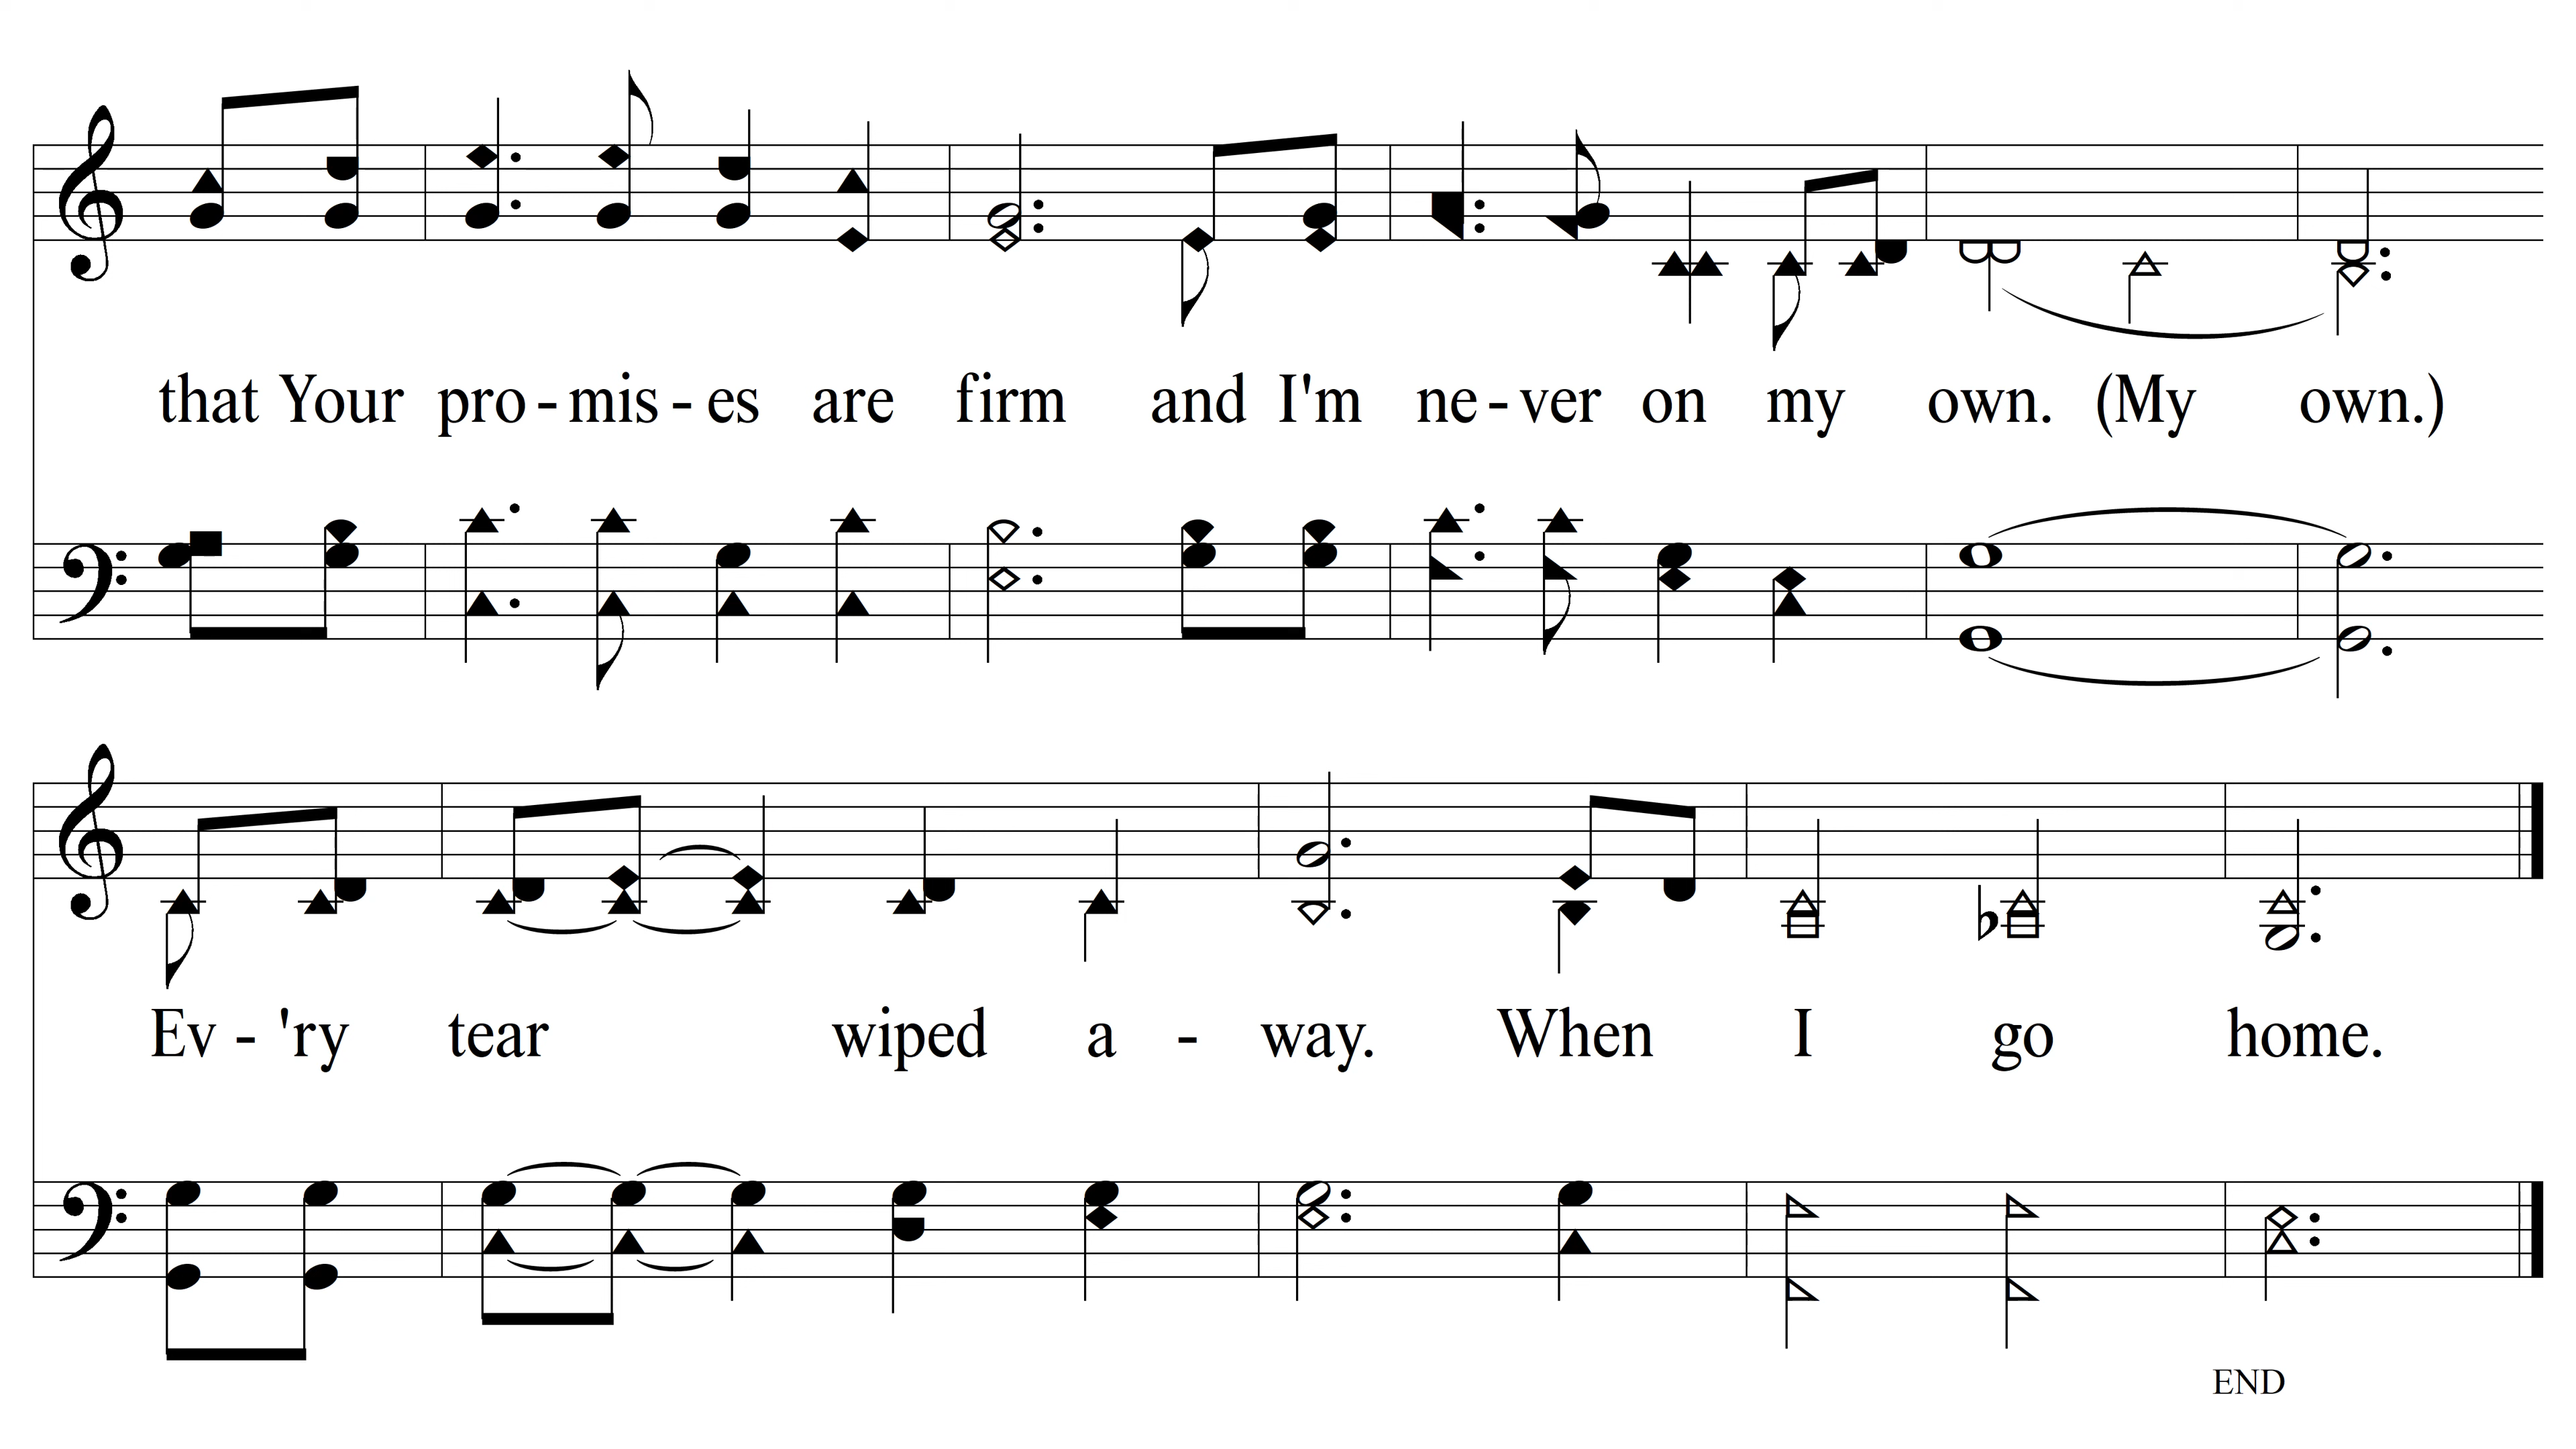 that Your pro - mis - es are firm and I'm ne - ver on my own. (My own.)
Ev - 'ry tear wiped a - way. When I go home.
END